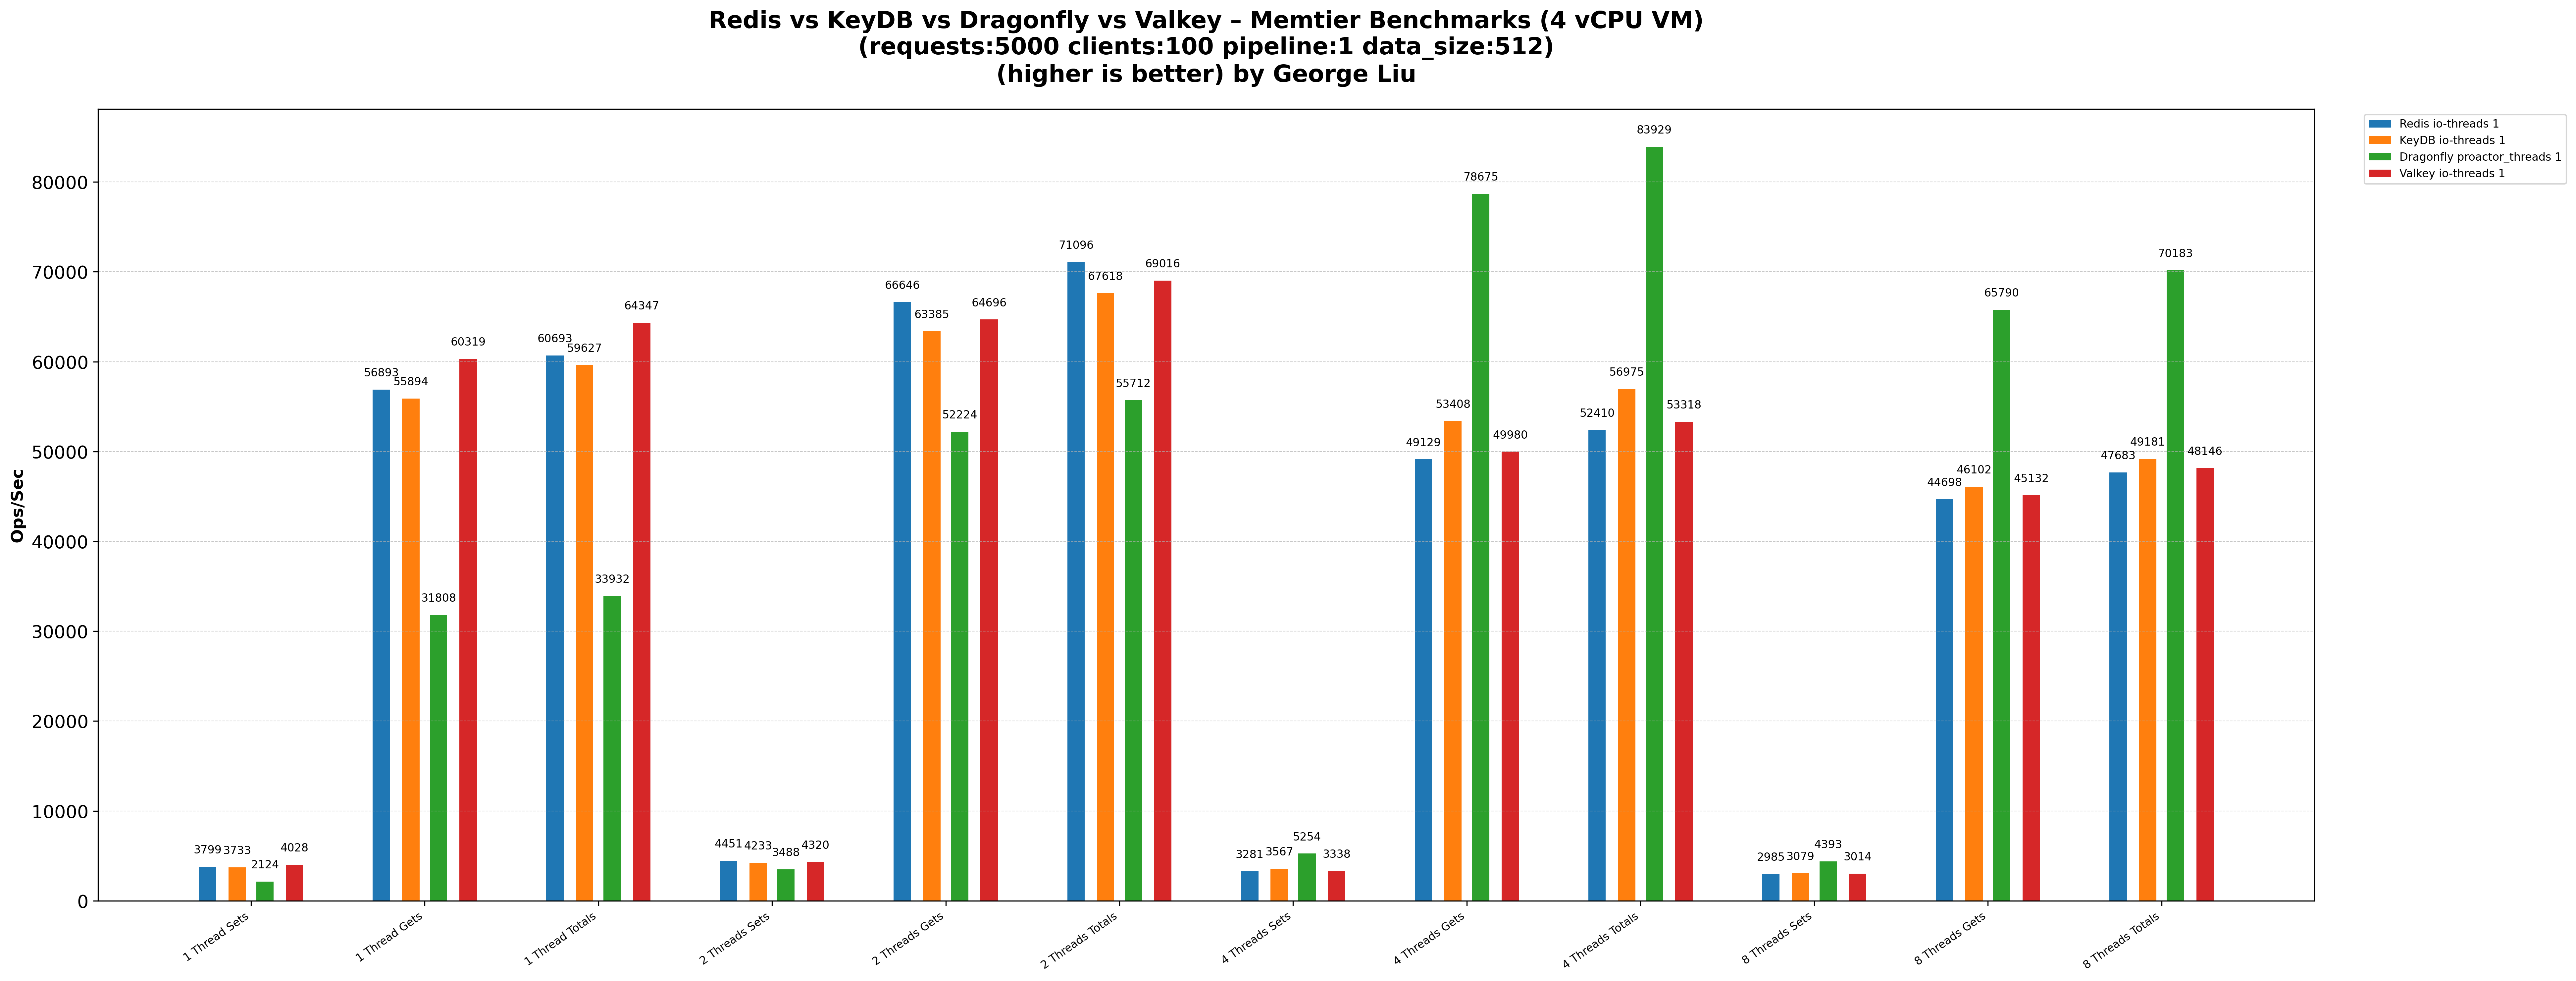 Redis vs KeyDB vs Dragonfly vs Valkey – Memtier Benchmarks (4 vCPU VM)
(requests:5000 clients:100 pipeline:1 data_size:512)
(higher is better) by George Liu
Redis io-threads 1
KeyDB io-threads 1
Dragonfly proactor_threads 1
Valkey io-threads 1
Ops/Sec
80000
70000
60000
50000
40000
30000
20000
10000
0
3799 3733 2124 4028
56893 55894 31808 60319
60693 59627 33932 64347
4451 4233 3488 4320
66646 63385 52224 64696
71096 67618 55712 69016
3281 3567 5254 3338
49129 53408 78675 49980
52410 56975 83929 53318
2985 3079 4393 3014
44698 46102 65790 45132
47683 49181 70183 48146
1 Thread Sets
1 Thread Gets
1 Thread Totals
2 Threads Sets
2 Threads Gets
2 Threads Totals
4 Threads Sets
4 Threads Gets
4 Threads Totals
8 Threads Sets
8 Threads Gets
8 Threads Totals